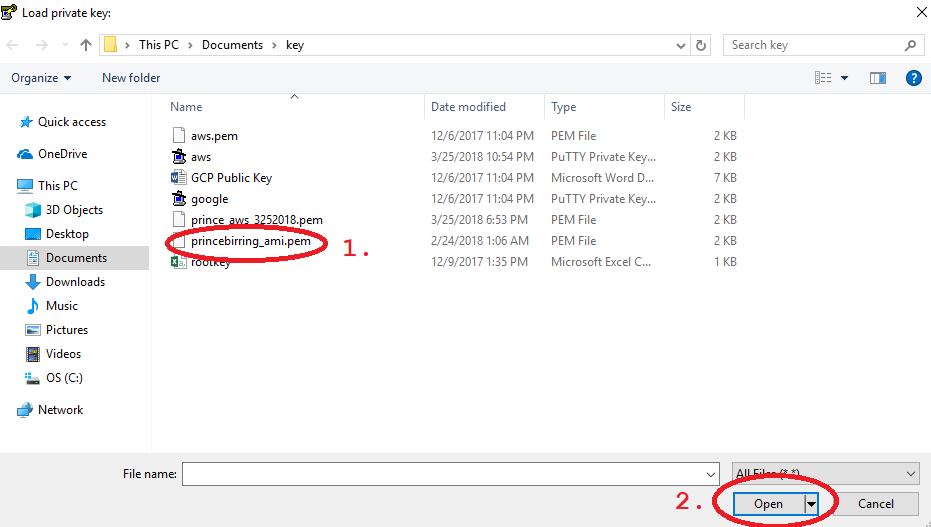 Load private key:
This PC > Documents > key
Search key
Organize
New folder
Name Date modified Type Size
Quick access
OneDrive
This PC
3D Objects
Desktop
Documents
Downloads
Music
Pictures
Videos
OS (C:)
Network
aws.pem 12/6/2017 11:04 PM PEM File 2 KB
aws 3/25/2018 10:54 PM PuTTY Private Key... 2 KB
GCP Public Key 12/6/2017 11:04 PM Microsoft Word D... 7 KB
google 12/6/2017 11:04 PM PuTTY Private Key... 2 KB
prince_aws_3252018.pem 3/25/2018 6:53 PM PEM File 2 KB
princebirring_ami.pem 2/24/2018 1:06 AM PEM File 2 KB
1.
rootkey 12/9/2017 1:35 PM Microsoft Excel C... 1 KB
File name:
All Files (*.*)
2.
Open
Cancel